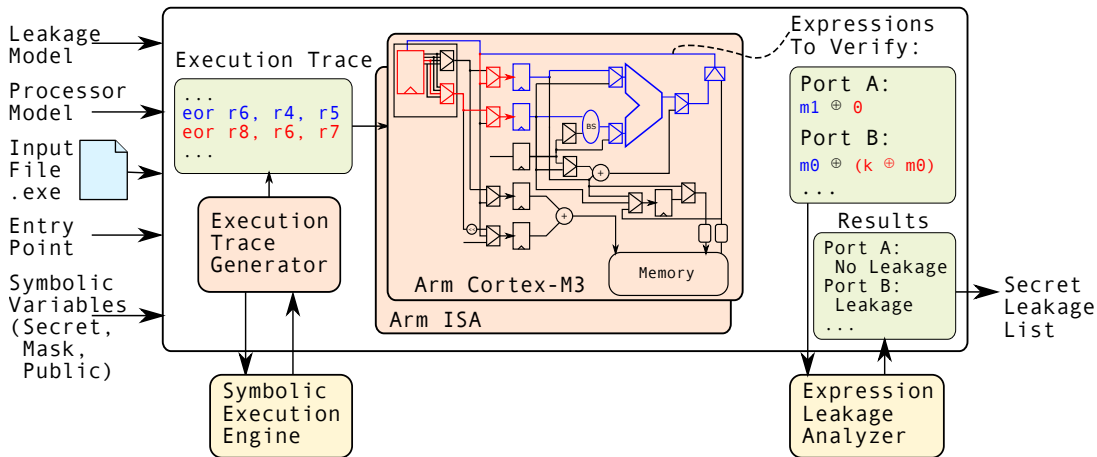 Leakage
Model
Processor
Model
Input
File
.exe
Entry
Point
Symbolic
Variables
(Secret,
Mask,
Public)
Execution Trace
...
eor r6, r4, r5
eor r8, r6, r7
...
Execution
Trace
Generator
Symbolic
Execution
Engine
BS
+
+
Memory
Arm Cortex-M3
Arm ISA
Expressions
To Verify:
Port A:
m1 ⊕ 0
Port B:
m0 ⊕ (k ⊕ m0)
...
Results
Port A:
No Leakage
Port B:
Leakage
...
Expression
Leakage
Analyzer
Secret
Leakage
List